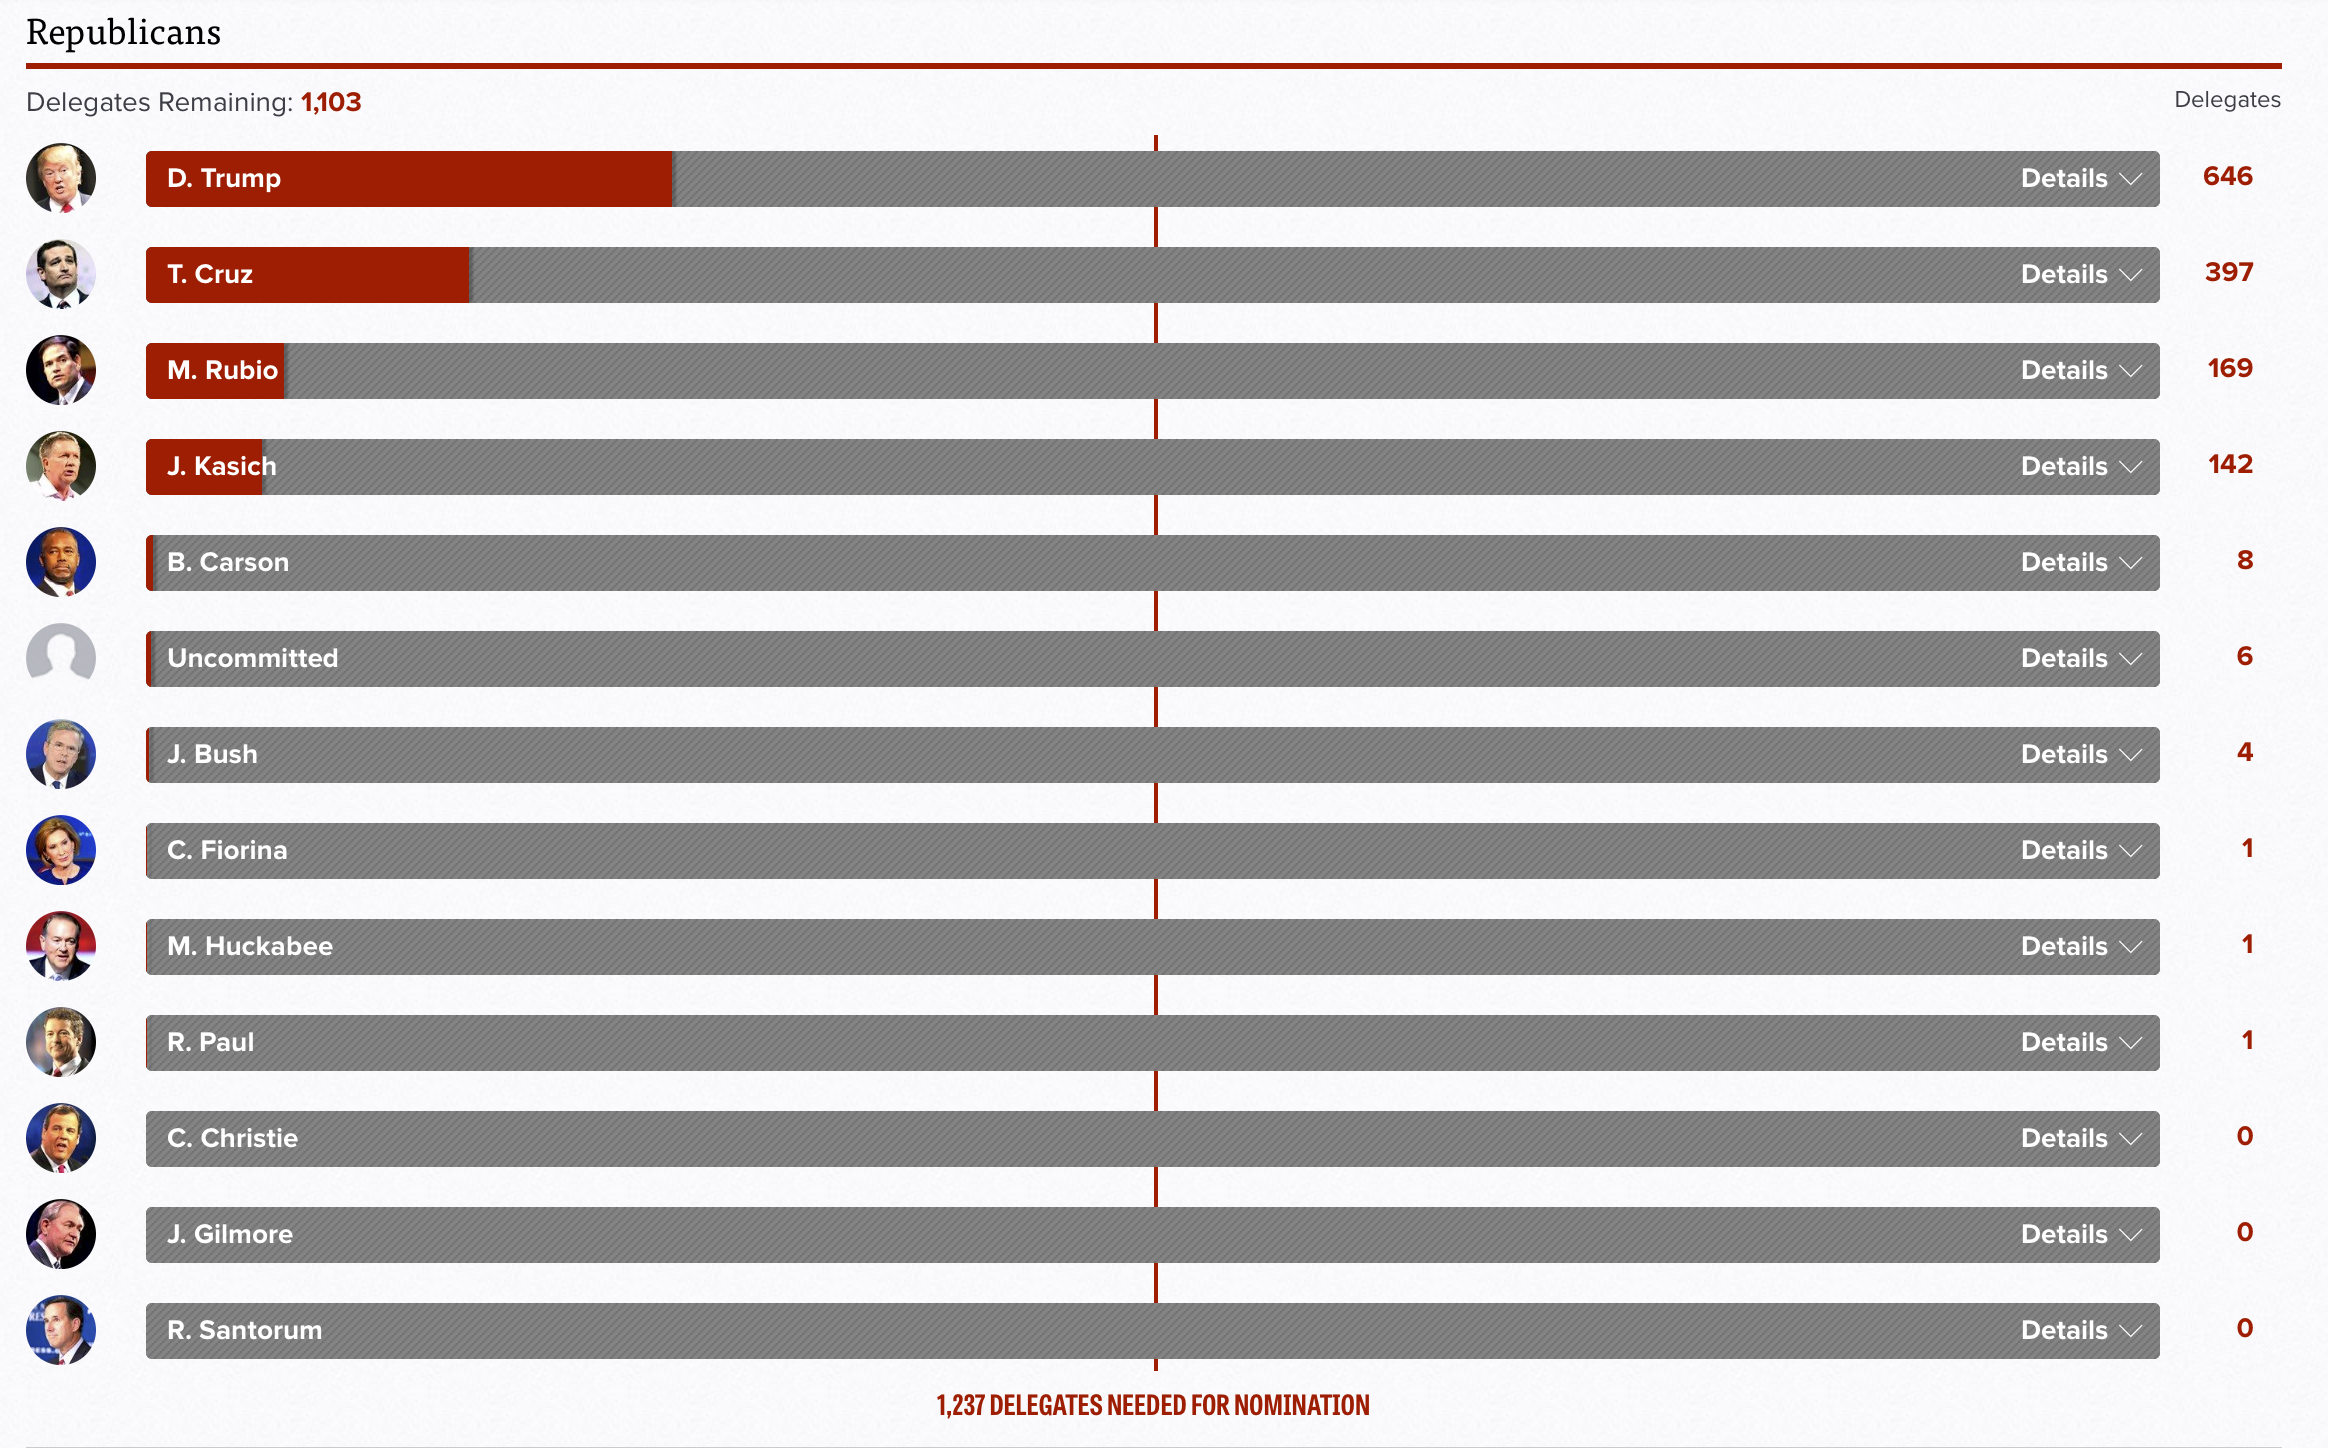 Republicans
Delegates Remaining: 1,103
Delegates
D. Trump Details 646
T. Cruz Details 397
M. Rubio Details 169
J. Kasich Details 142
B. Carson Details 8
Uncommitted Details 6
J. Bush Details 4
C. Fiorina Details 1
M. Huckabee Details 1
R. Paul Details 1
C. Christie Details 0
J. Gilmore Details 0
R. Santorum Details 0
1,237 DELEGATES NEEDED FOR NOMINATION